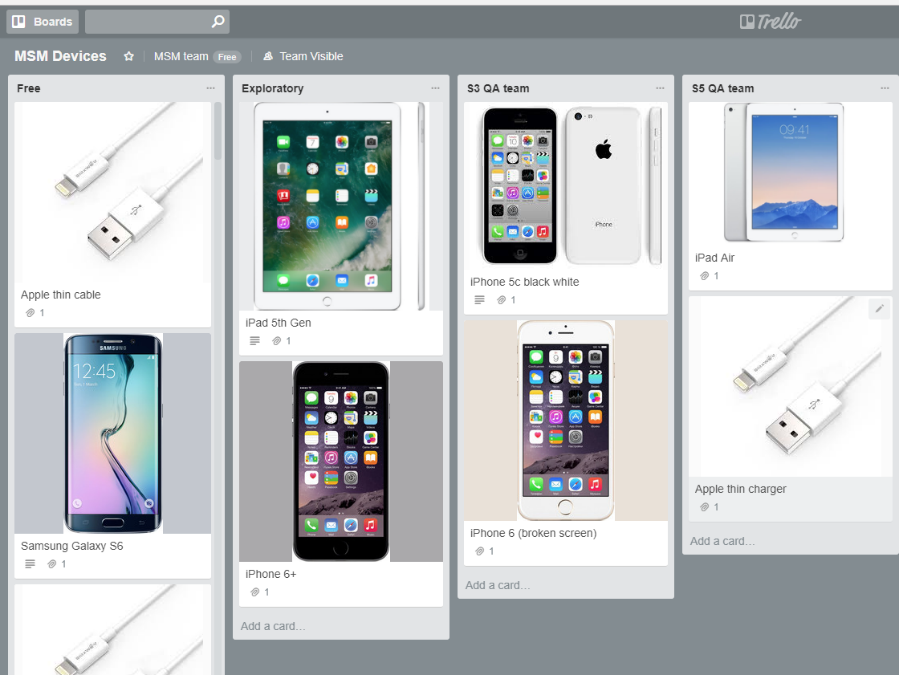 Boards
Trello
MSM Devices
MSM team
Free
Team Visible
Free
Apple thin cable
1
SAMSUNG
12:45
Samsung Galaxy S6
1
Exploratory
iPad 5th Gen
1
iPhone 6+
1
Add a card…
S3 QA team
iPhone
iPhone 5c black white
1
iPhone 6 (broken screen)
1
Add a card…
S5 QA team
09:41
iPad Air
1
Apple thin charger
1
Add a card…